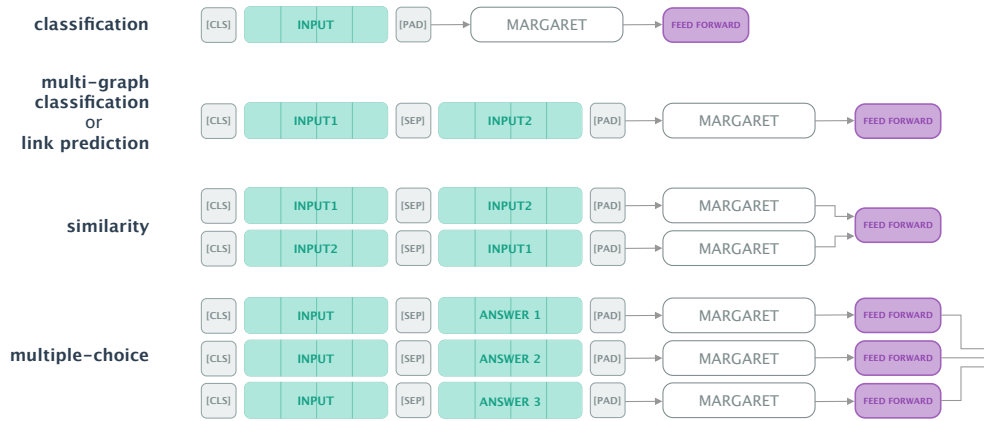 classification
[CLS] INPUT [PAD] MARGARET FEED FORWARD
multi-graph
classification
or
link prediction
[CLS] INPUT1 [SEP] INPUT2 [PAD] MARGARET FEED FORWARD
similarity
[CLS] INPUT1 [SEP] INPUT2 [PAD] MARGARET
[CLS] INPUT2 [SEP] INPUT1 [PAD] MARGARET
FEED FORWARD
multiple-choice
[CLS] INPUT [SEP] ANSWER 1 [PAD] MARGARET FEED FORWARD
[CLS] INPUT [SEP] ANSWER 2 [PAD] MARGARET FEED FORWARD
[CLS] INPUT [SEP] ANSWER 3 [PAD] MARGARET FEED FORWARD